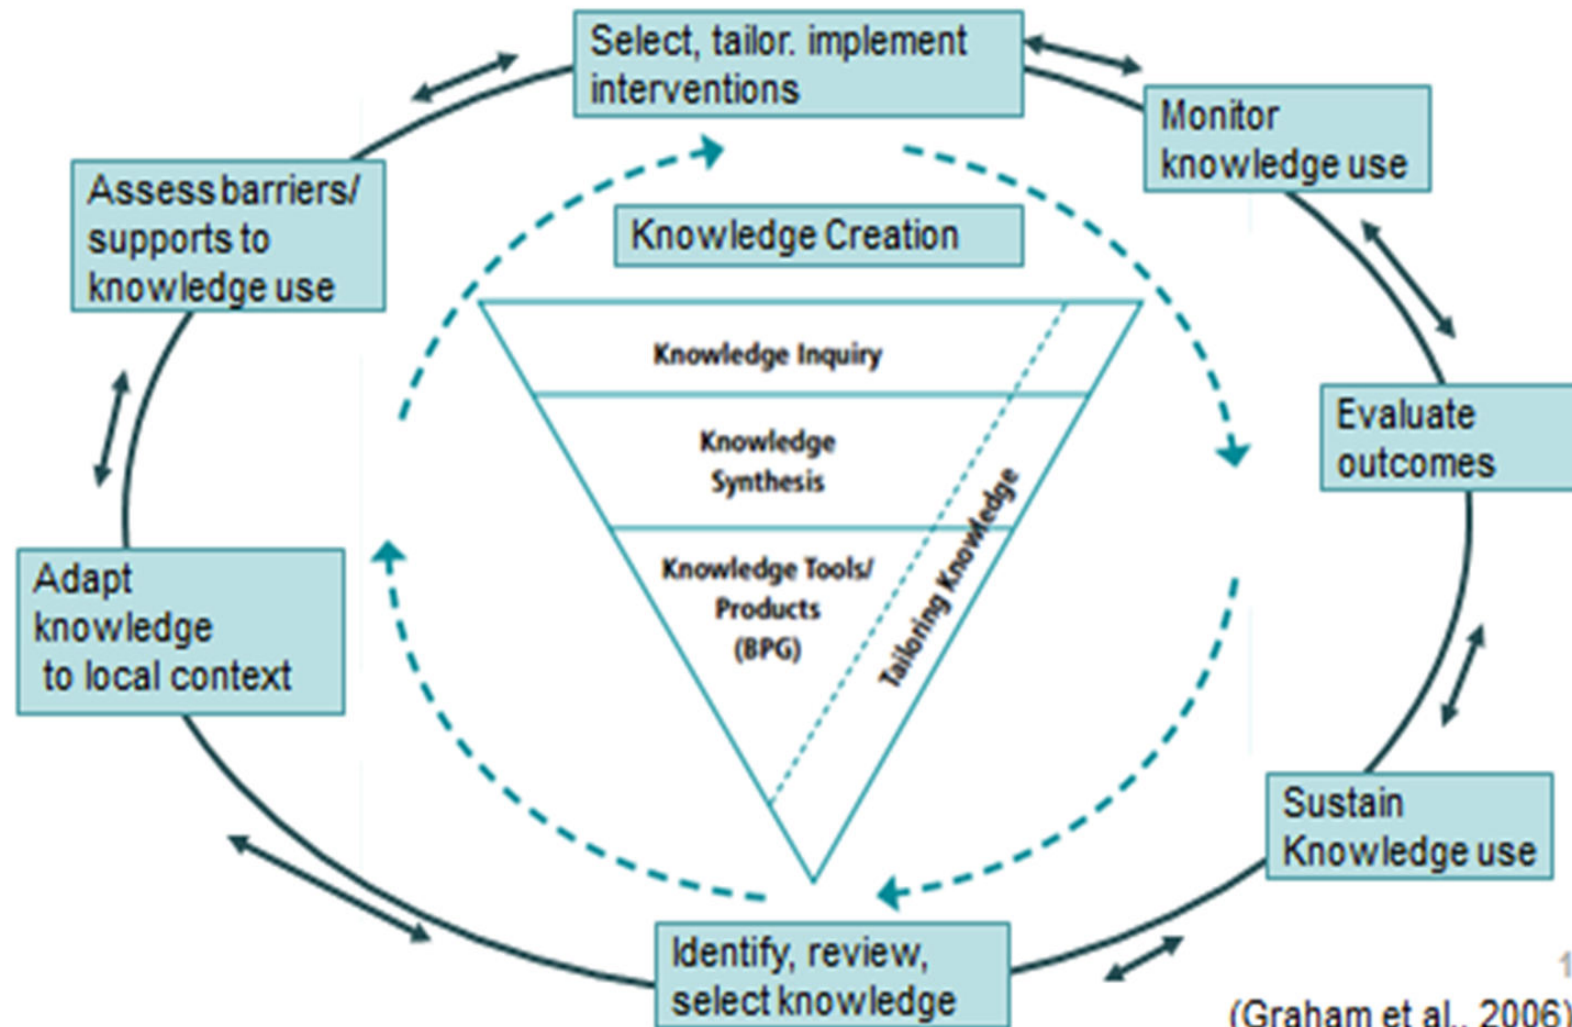 Select, tailor. implement
interventions
Monitor
knowledge use
Assess barriers/
supports to
knowledge use
Knowledge Creation
Knowledge Inquiry
Knowledge
Synthesis
Knowledge Tools/
Products
(BPG)
Tailoring Knowledge
Evaluate
outcomes
Adapt
knowledge
to local context
Sustain
Knowledge use
Identify, review,
select knowledge
1
(Graham et al., 2006)